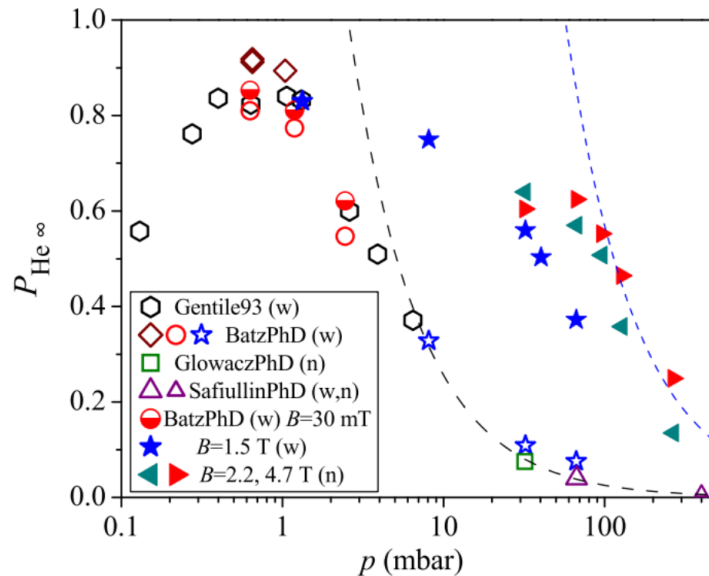 1.0
0.8
0.6
0.4
0.2
0.0
P_He ∞
Gentile93 (w)
BatzPhD (w)
GlowaczPhD (n)
SafiullinPhD (w,n)
BatzPhD (w) B=30 mT
B=1.5 T (w)
B=2.2, 4.7 T (n)
0.1 1 10 100
p (mbar)